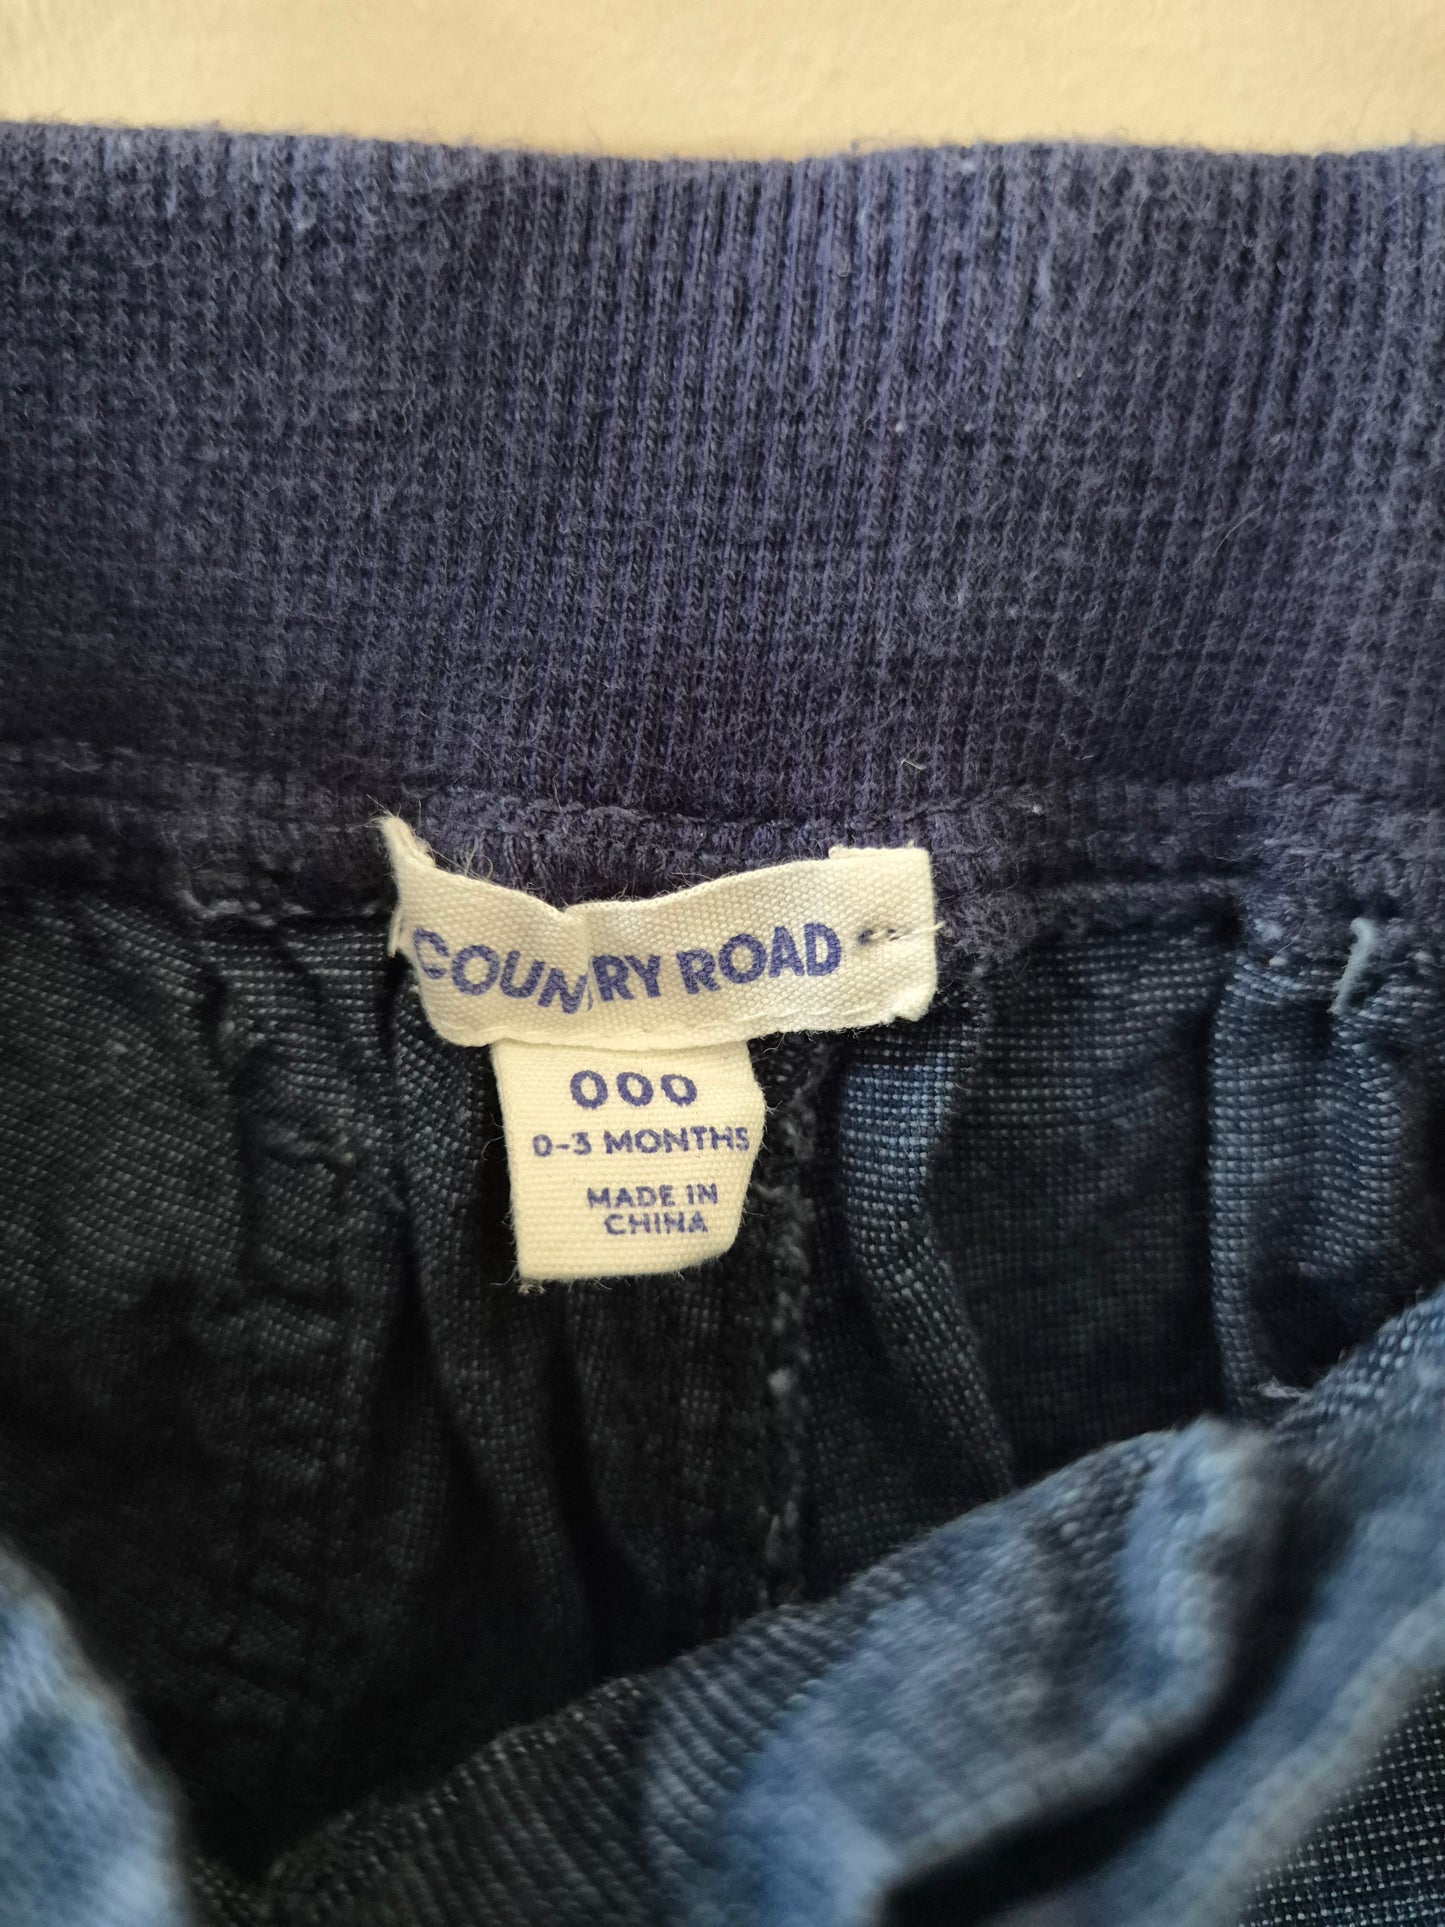 COUNTRY ROAD
000
0-3 MONTHS
MADE IN
CHINA